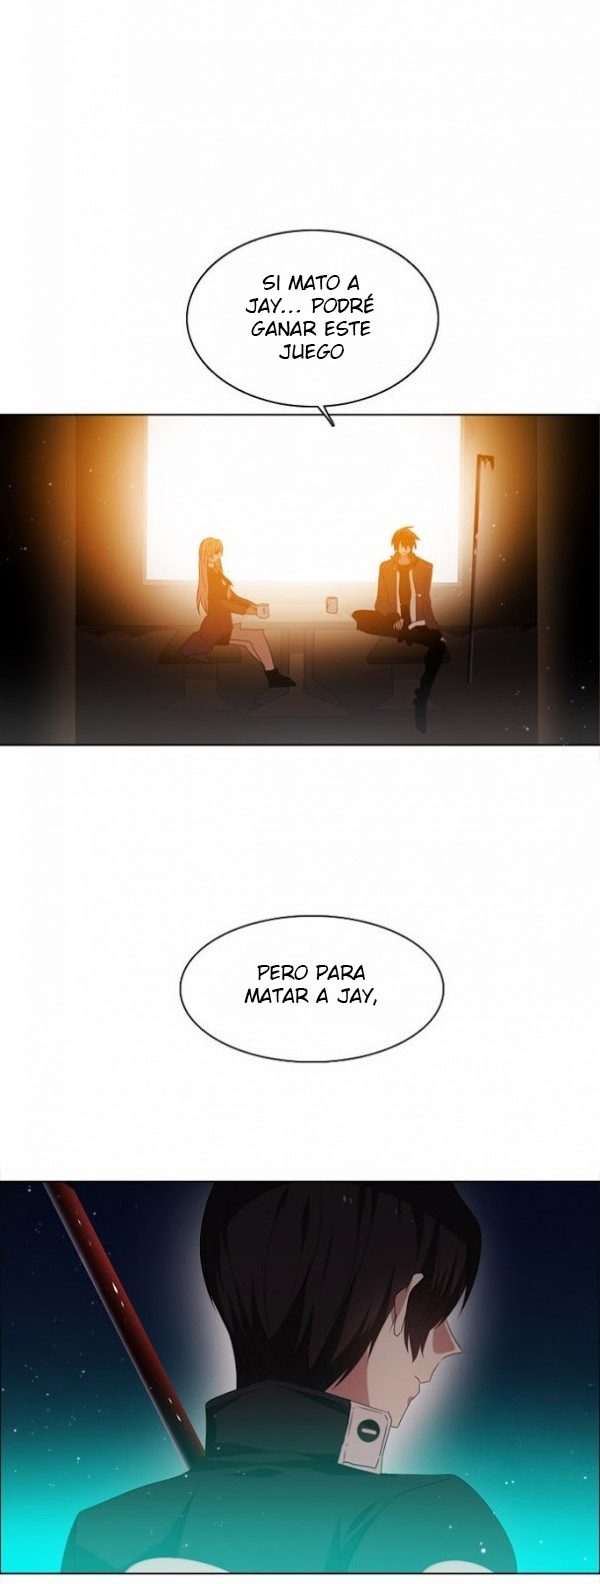 SI MATO A
JAY... PODRÉ
GANAR ESTE
JUEGO
PERO PARA
MATAR A JAY,